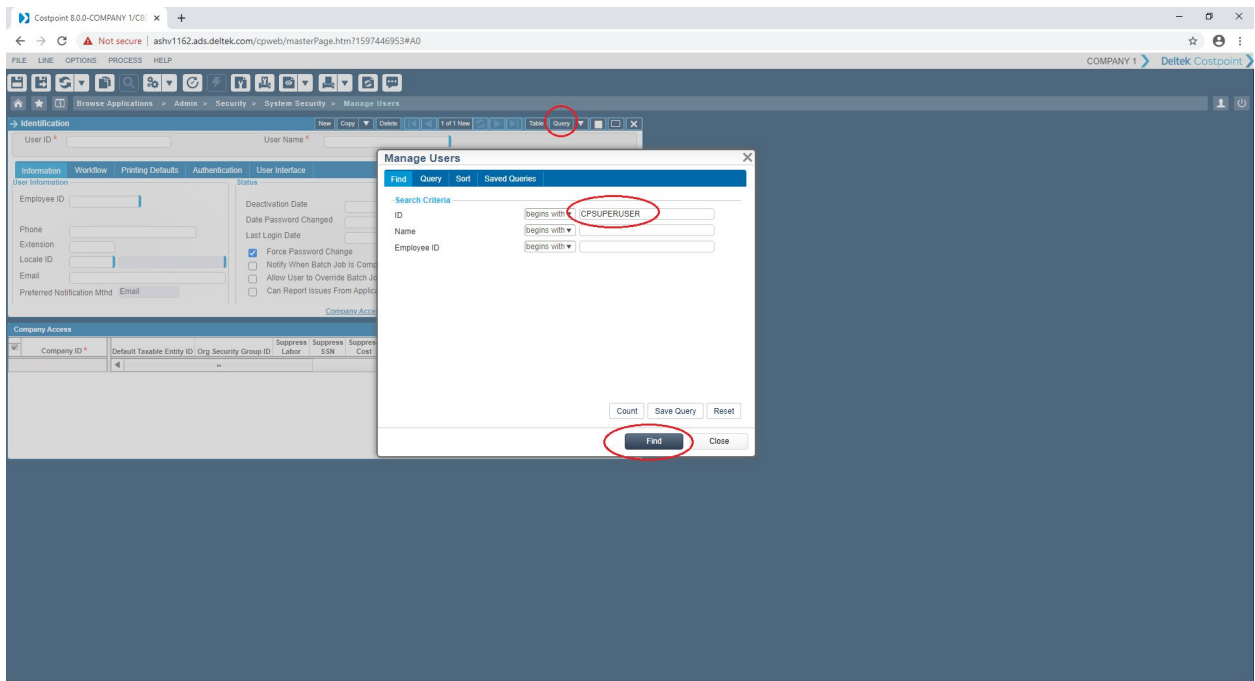 Costpoint 8.0.0-COMPANY 1/C8
Not secure | ashv1162.ads.deltek.com/cpweb/masterPage.htm?1597446953#A0
FILE LINE OPTIONS PROCESS HELP COMPANY 1 Deltek Costpoint
Browse Applications > Admin > Security > System Security > Manage Users
Identification New Copy Delete 1 of 1 New Table Query
User ID * User Name *
Manage Users
Information Workflow Printing Defaults Authentication User Interface
Find Query Sort Saved Queries
User Information Status
Search Criteria
Employee ID
Deactivation Date
ID begins with CPSUPERUSER
Date Password Changed
Name begins with
Phone
Last Login Date
Employee ID begins with
Extension
Force Password Change
Locale ID
Notify When Batch Job Is Comp
Email
Allow User to Override Batch Jo
Preferred Notification Mthd Email
Can Report Issues From Applica
Company Acce
Company Access
Company ID * Default Taxable Entity ID Org Security Group ID Suppress Labor Suppress SSN Suppres Cost
Count Save Query Reset
Find Close